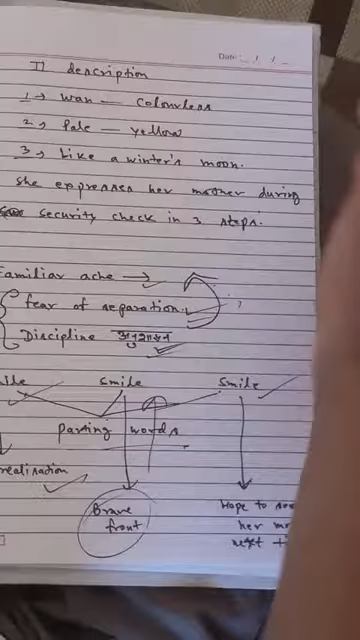 Date: / /
II description
1 → wan — Colourless
2 → Pale — yellow
3 → Like a winter's moon.
She expresses her mother during
security check in 3 steps.
amiliar ache →
fear of separation.
Discipline अनुशासन
ile smile smile
parting words
realisation
Brave
front
Hope to
her
next